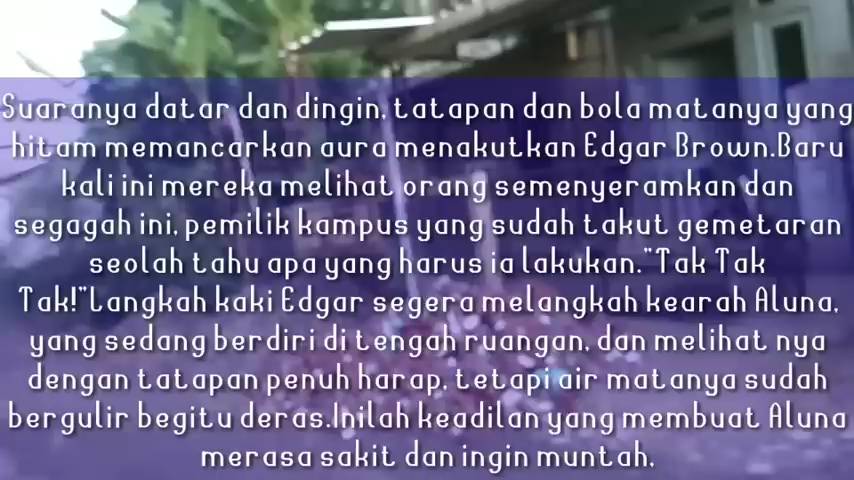 Suaranya datar dan dingin, tatapan dan bola matanya yang
hitam memancarkan aura menakutkan Edgar Brown.Baru
kali ini mereka melihat orang semenyeramkan dan
segagah ini, pemilik kampus yang sudah takut gemetaran
seolah tahu apa yang harus ia lakukan."Tak Tak
Tak!"Langkah kaki Edgar segera melangkah kearah Aluna,
yang sedang berdiri di tengah ruangan, dan melihat nya
dengan tatapan penuh harap, tetapi air matanya sudah
bergulir begitu deras.Inilah keadilan yang membuat Aluna
merasa sakit dan ingin muntah,